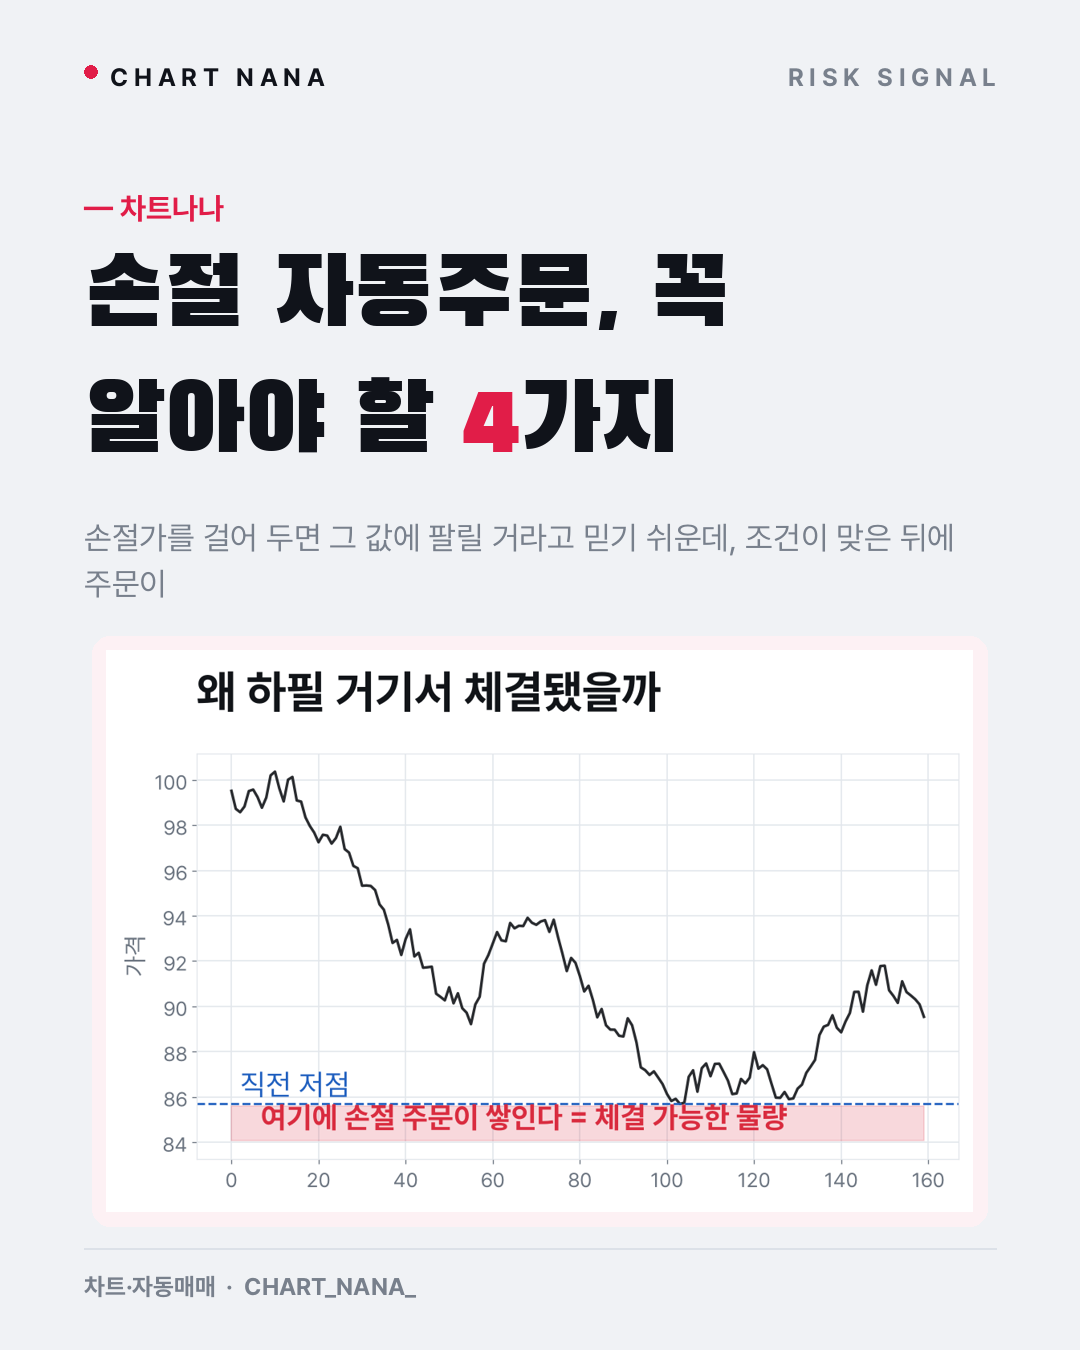 CHART NANA
RISK SIGNAL
— 차트나나
손절 자동주문, 꼭
알아야 할 4가지
손절가를 걸어 두면 그 값에 팔릴 거라고 믿기 쉬운데, 조건이 맞은 뒤에
주문이
왜 하필 거기서 체결됐을까
100
98
96
94
92
90
88
86
84
가격
직전 저점
여기에 손절 주문이 쌓인다 = 체결 가능한 물량
0 20 40 60 80 100 120 140 160
차트·자동매매 · CHART_NANA_